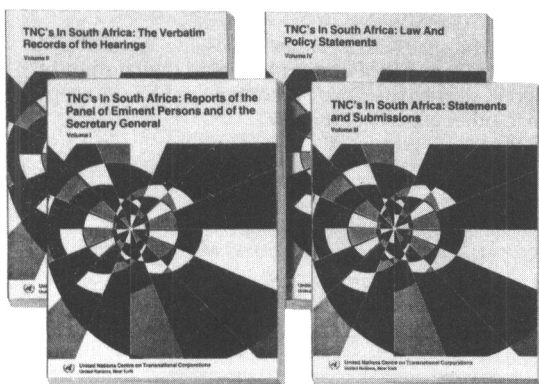 TNC's In South Africa: The Verbatim
Records of the Hearings
Volume II
TNC's In South Africa: Law And
Policy Statements
Volume IV
TNC's In South Africa: Reports of the
Panel of Eminent Persons and of the
Secretary General
Volume I
United Nations Centre on Transnational Corporations
United Nations, New York
TNC's In South Africa: Statements
and Submissions
Volume III
United Nations Centre on Transnational Corporations
United Nations, New York